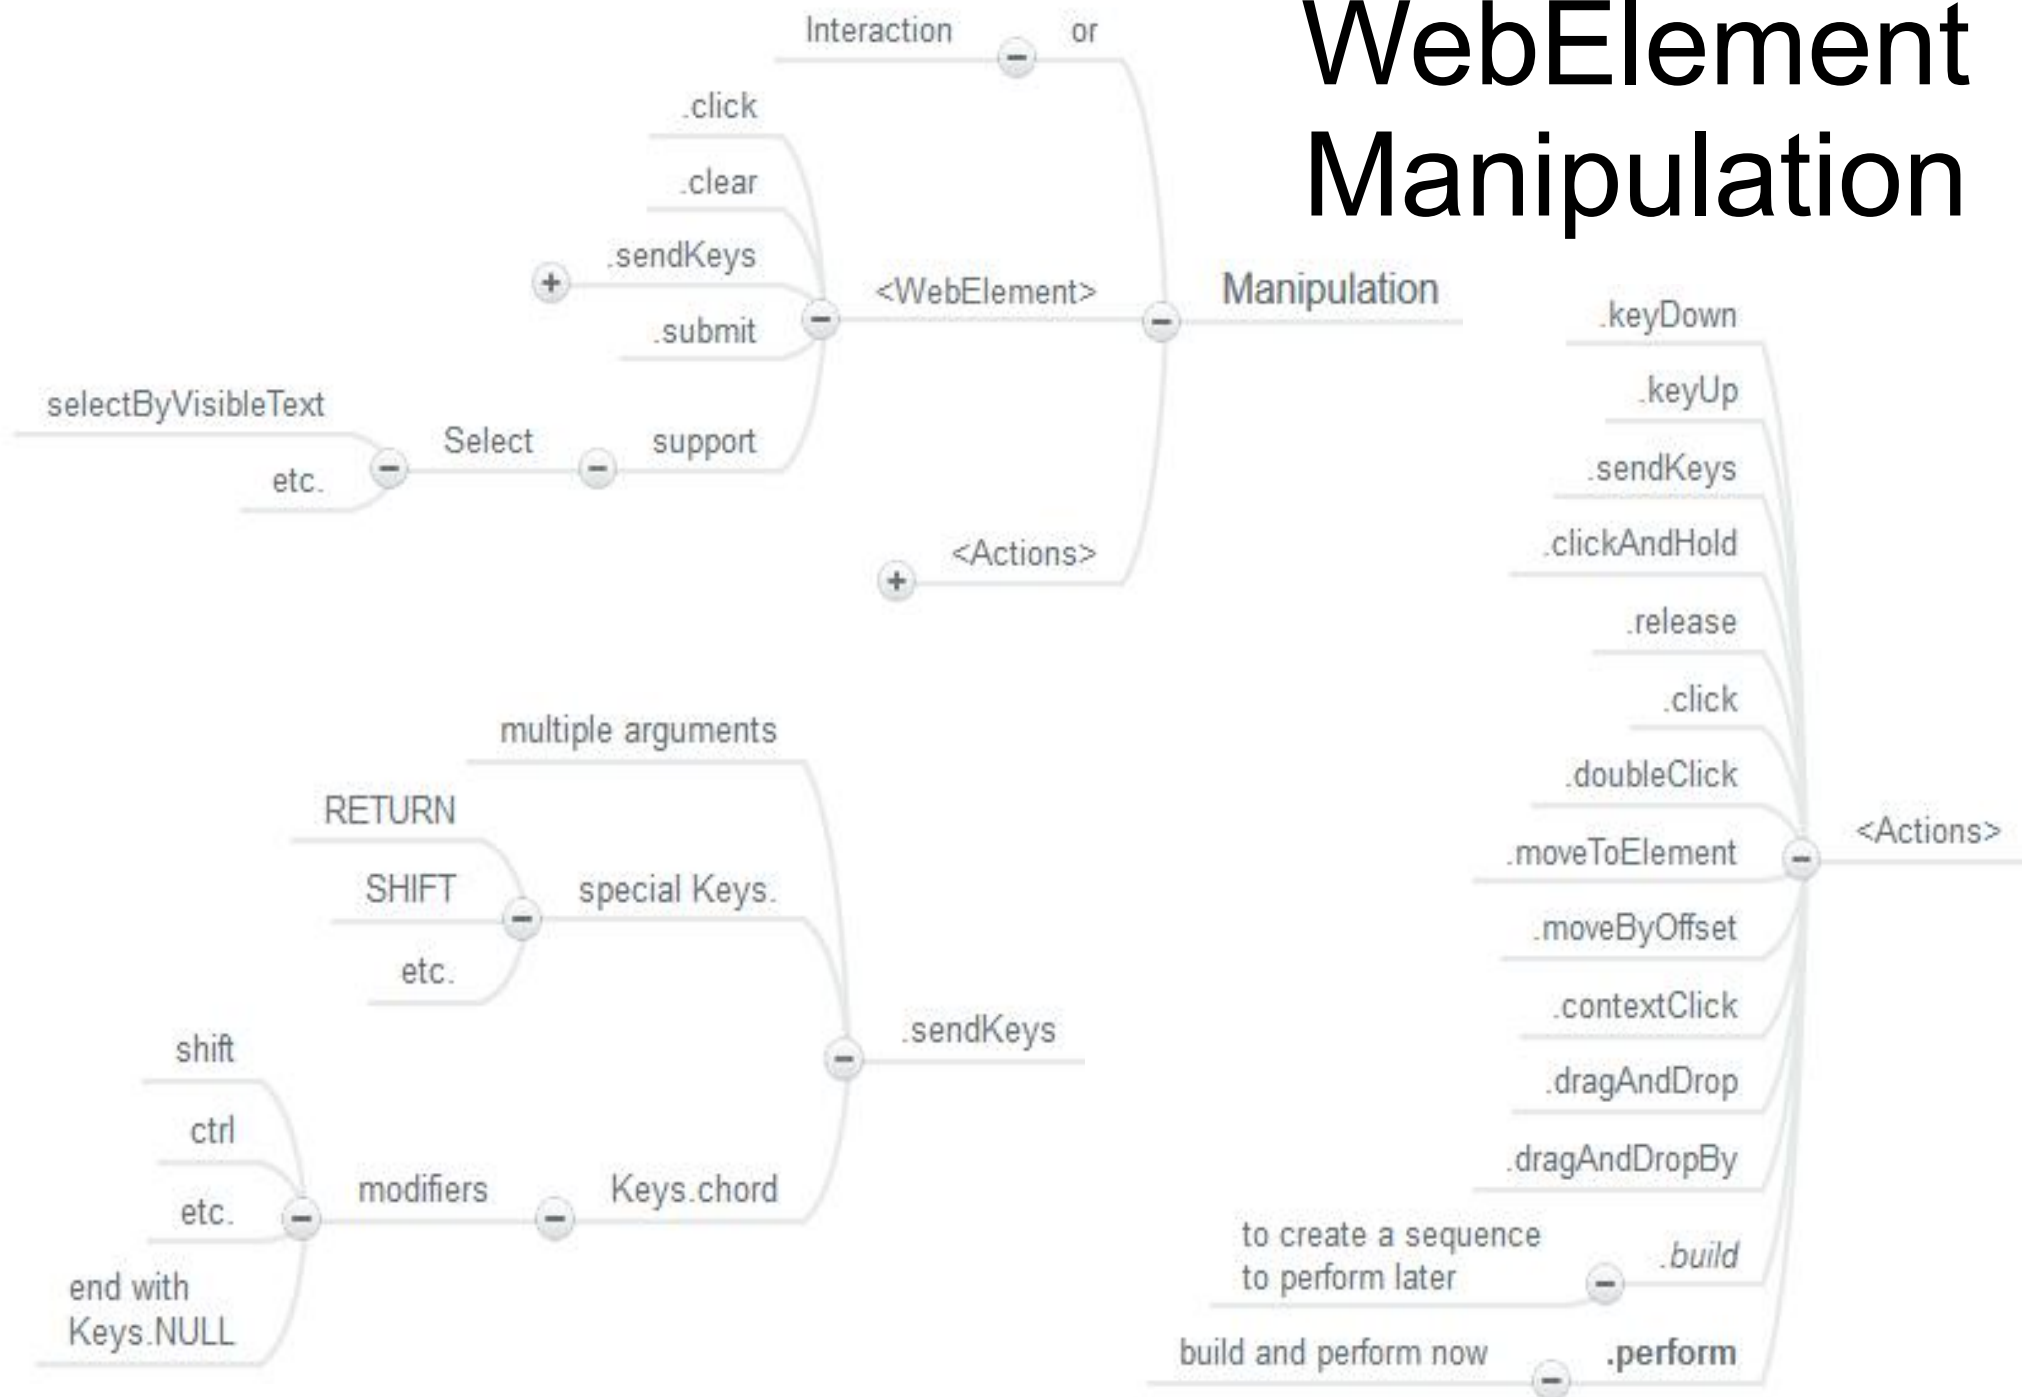 WebElement
Manipulation
Interaction
or
.click
.clear
.sendKeys
.submit
<WebElement>
Manipulation
selectByVisibleText
etc.
Select
support
<Actions>
multiple arguments
RETURN
SHIFT
etc.
special Keys.
.sendKeys
shift
ctrl
etc.
end with
Keys.NULL
modifiers
Keys.chord
.keyDown
.keyUp
.sendKeys
.clickAndHold
.release
.click
.doubleClick
.moveToElement
.moveByOffset
.contextClick
.dragAndDrop
.dragAndDropBy
to create a sequence
to perform later
.build
build and perform now
.perform
<Actions>